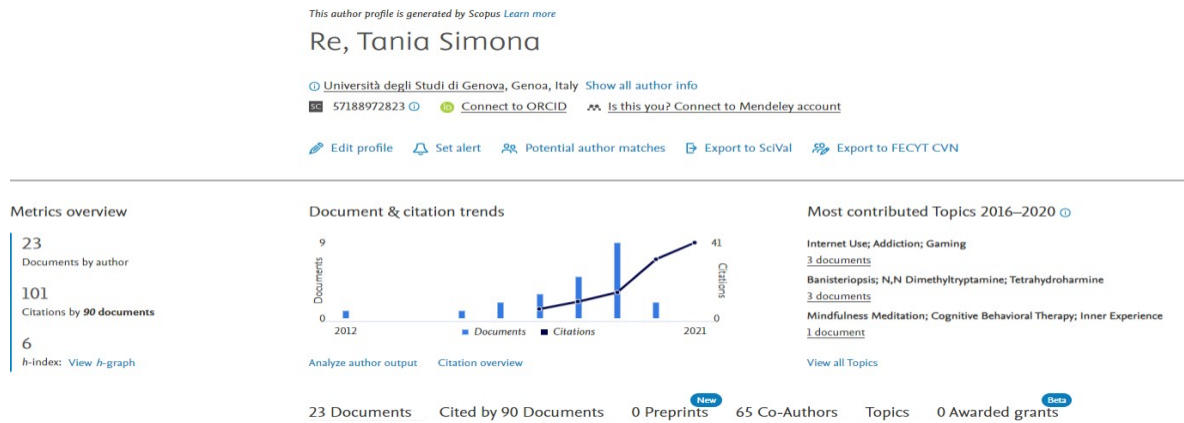 This author profile is generated by Scopus Learn more
Re, Tania Simona
Università degli Studi di Genova, Genoa, Italy Show all author info
SC 57188972823 iD Connect to ORCID Is this you? Connect to Mendeley account
Edit profile Set alert Potential author matches Export to SciVal Export to FECYT CVN
Metrics overview
23
Documents by author
101
Citations by 90 documents
6
h-index: View h-graph
Document & citation trends
9
41
Documents
Citations
0
0
2012
2021
Documents Citations
Analyze author output Citation overview
Most contributed Topics 2016–2020
Internet Use; Addiction; Gaming
3 documents
Banisteriopsis; N,N Dimethyltryptamine; Tetrahydroharmine
3 documents
Mindfulness Meditation; Cognitive Behavioral Therapy; Inner Experience
1 document
View all Topics
New
Beta
23 Documents Cited by 90 Documents 0 Preprints 65 Co-Authors Topics 0 Awarded grants